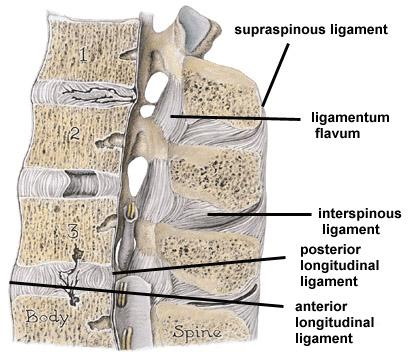 supraspinous ligament
1
ligamentum
flavum
2
interspinous
ligament
3
posterior
longitudinal
ligament
anterior
longitudinal
ligament
Body
Spine